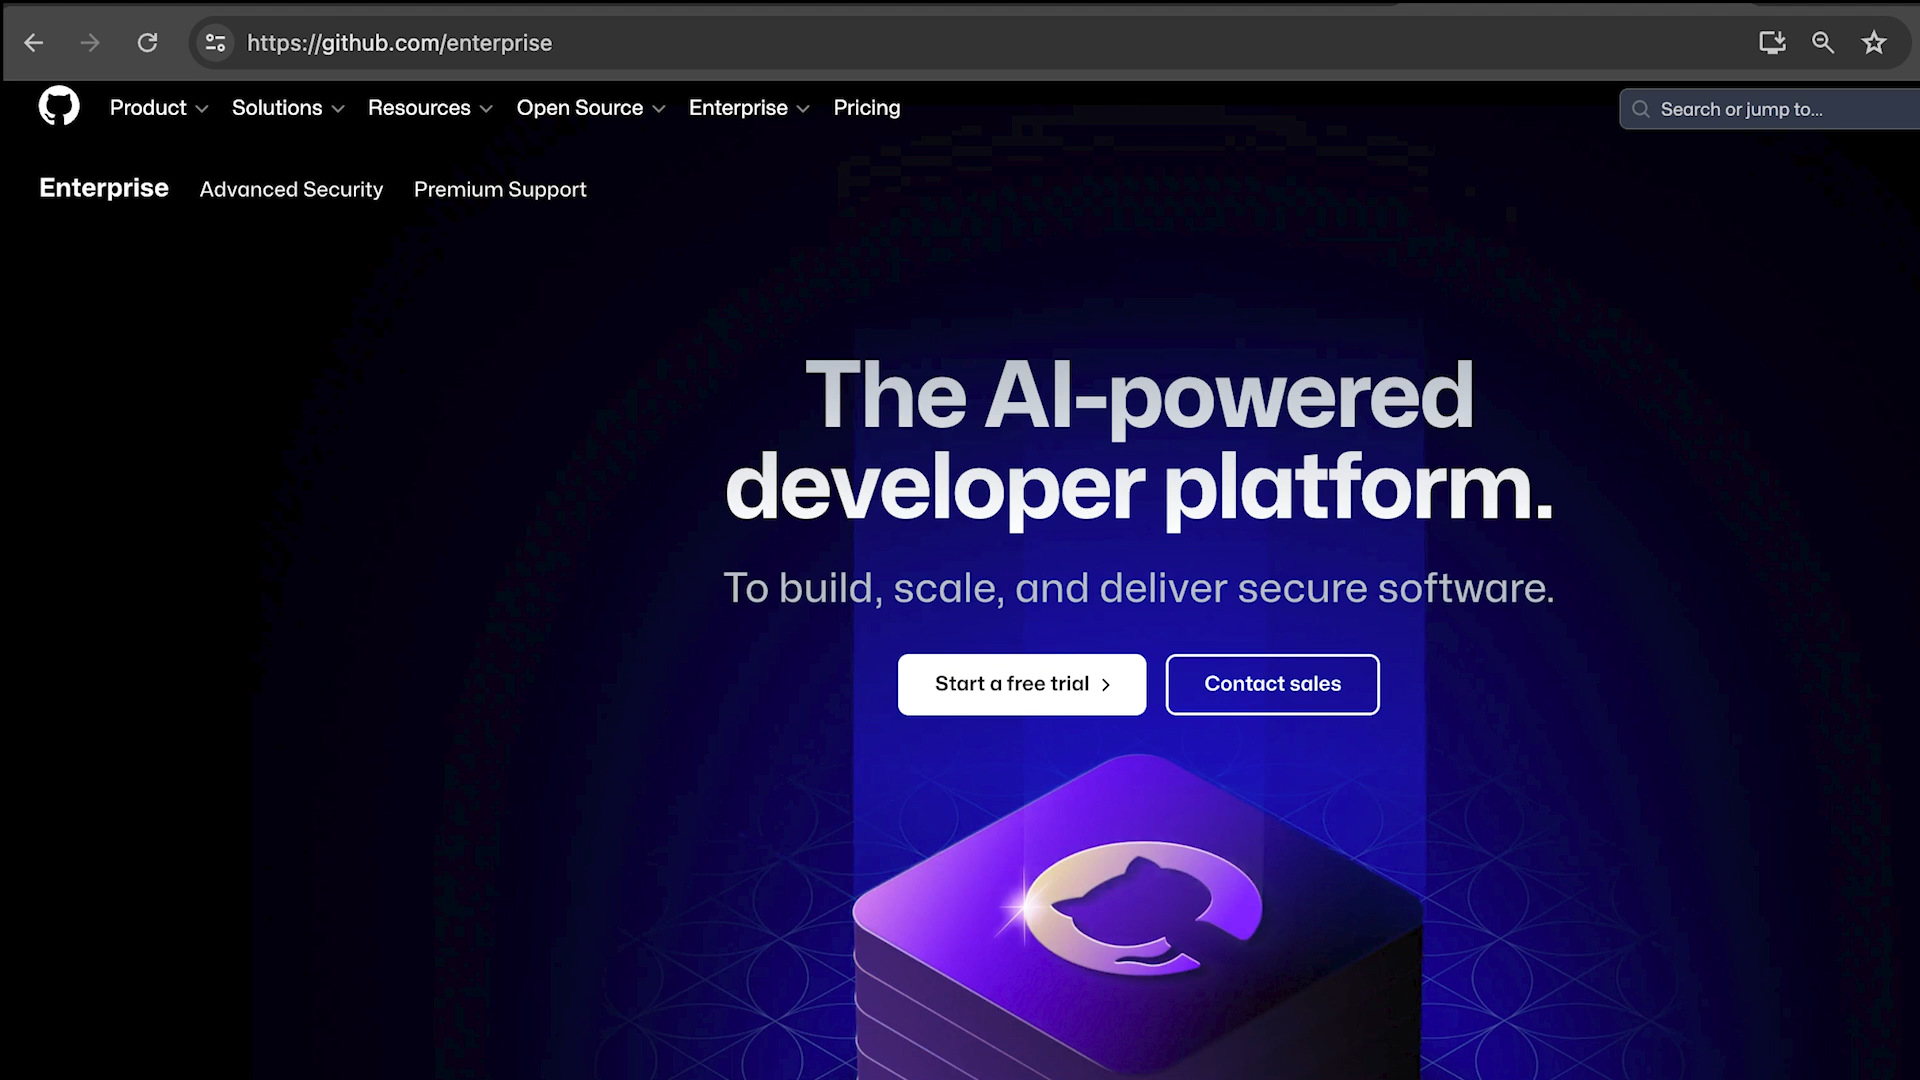 https://github.com/enterprise
Product Solutions Resources Open Source Enterprise Pricing
Search or jump to...
Enterprise Advanced Security Premium Support
The AI-powered
developer platform.
To build, scale, and deliver secure software.
Start a free trial
Contact sales